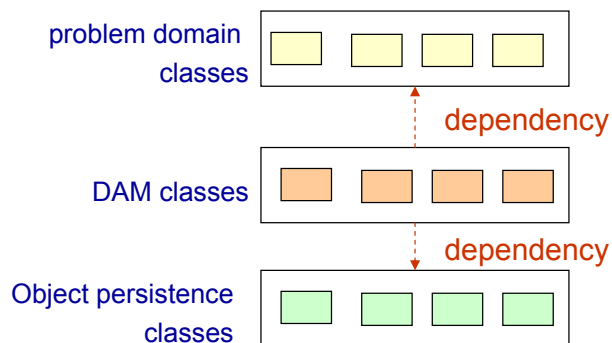 problem domain
classes
dependency
DAM classes
dependency
Object persistence
classes